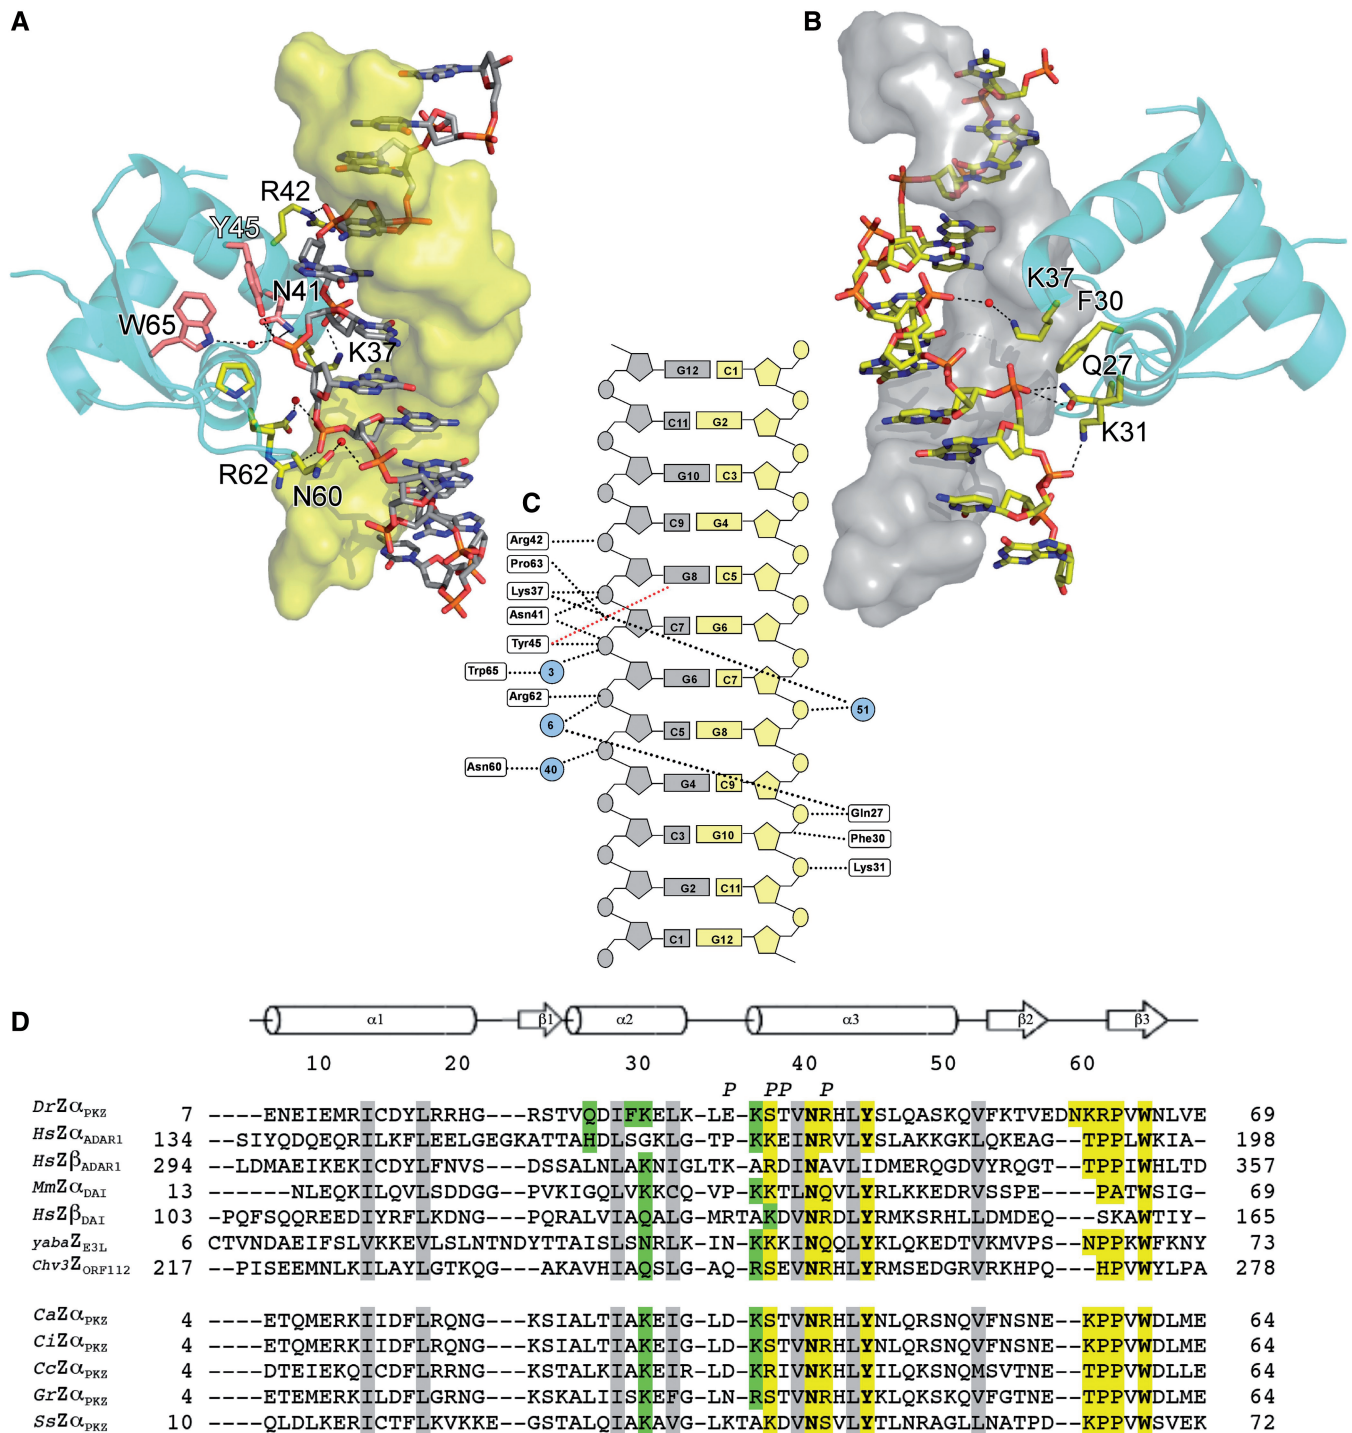 A
B
R42
Y45
N41
W65
K37
R62
N60
K37
F30
Q27
K31
C
G12 C1
C11 G2
G10 C3
C9 G4
Arg42
Pro63
G8 C5
Lys37
Asn41
C7 G6
Tyr45
Trp65 3
G6 C7
Arg62
51
6
C5 G8
Asn60 40
G4 C9
Gln27
C3 G10
Phe30
Lys31
G2 C11
C1 G12
D
α1 β1 α2 α3 β2 β3
10 20 30 40 50 60
P PP P
DrZαPKZ 7 ----ENEIEMRICDYLRRHG---RSTVQDIFKELK-LE-KSTVNRHLYSLQASKQVFKTVEDNKRPVWNLVE 69
HsZαADAR1 134 --SIYQDQEQRILKFLEELGEGKATTAHDLSGKLG-TP-KKEINRVLYSLAKKGKLQKEAG--TPPLWKIA- 198
HsZβADAR1 294 --LDMAEIKEKICDYLFNVS---DSSALNLAKNIGLTK-ARDINAVLIDMERQGDVYRQGT--TPPIWHLTD 357
MmZαDAI 13 ------NLEQKILQVLSDDGG--PVKIGQLVKKCQ-VP-KKTLNQVLYRLKKEDRVSSPE----PATWSIG- 69
HsZβDAI 103 -PQFSQQREEDIYRFLKDNG---PQRALVIAQALG-MRTAKDVNRDLYRMKSRHLLDMDEQ---SKAWTIY- 165
yabaZE3L 6 CTVNDAEIFSLVKKEVLSLNTNDYTTAISLSNRLK-IN-KKKINQQLYKLQKEDTVKMVPS--NPPKWFKNY 73
Chv3ZORF112 217 --PISEEMNLKILAYLGTKQG---AKAVHIAQSLG-AQ-RSEVNRHLYRMSEDGRVRKHPQ---HPVWYLPA 278
CaZαPKZ 4 ----ETQMERKIIDFLRQNG---KSIALTIAKEIG-LD-KSTVNRHLYNLQRSNQVFNSNE--KPPVWDLME 64
CiZαPKZ 4 ----ETQMERKIIDFLRQNG---KSIALTIAKEIG-LD-KSTVNRHLYNLQRSNQVFNSNE--KPPVWDLME 64
CcZαPKZ 4 ----DTEIEKQICDFLRRNG---KSTALKIAKEIR-LD-KRIVNRHLYKLQKSNQMSVTNE--TPPVWDLLE 64
GrZαPKZ 4 ----ETEMERKILDFLGRNG---KSKALIISKEFG-LN-RSTVNRHLYKLQKSKQVFGTNE--TPPVWDLME 64
SsZαPKZ 10 ----QLDLKERICTFLKVKKE--GSTALQIAKAVG-LKTAKDVNSVLYTLNRAGLLNATPD--KPPVWSVEK 72